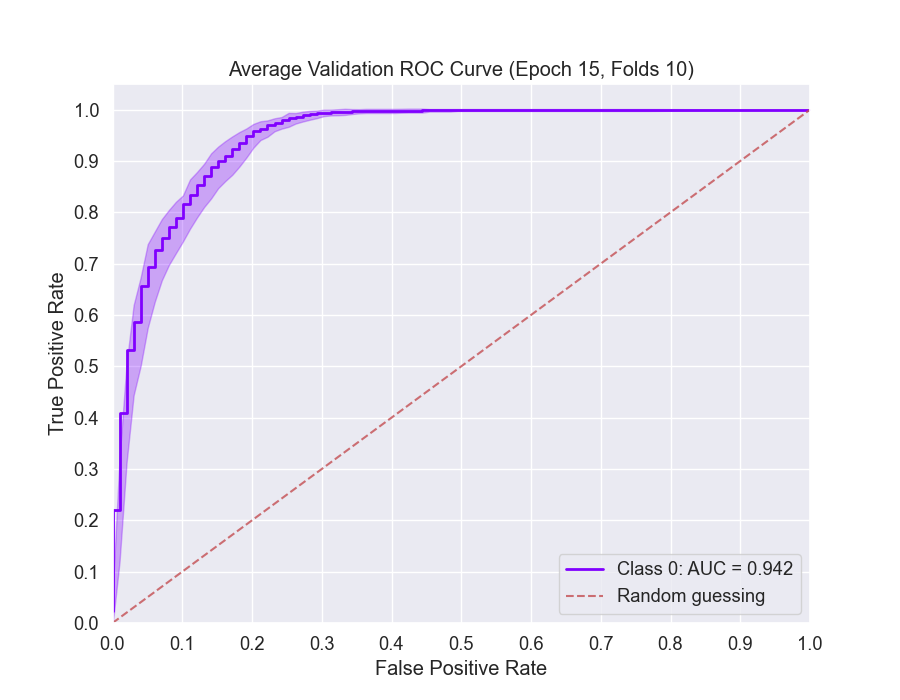 Average Validation ROC Curve (Epoch 15, Folds 10)
1.0
0.9
0.8
0.7
0.6
0.5
0.4
0.3
0.2
0.1
0.0
True Positive Rate
Class 0: AUC = 0.942
Random guessing
0.0 0.1 0.2 0.3 0.4 0.5 0.6 0.7 0.8 0.9 1.0
False Positive Rate